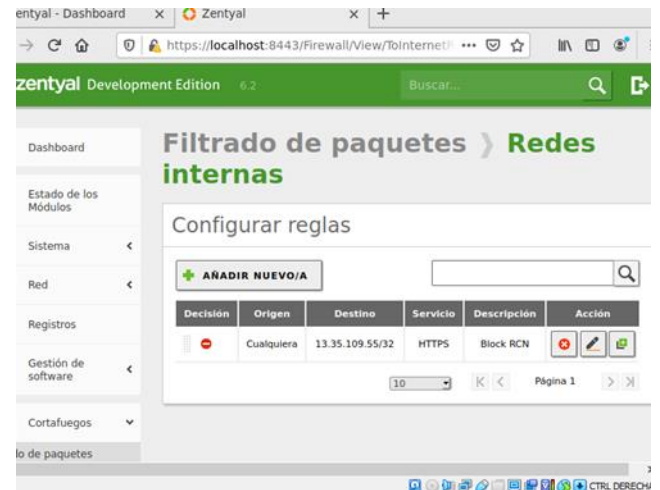 entyal - Dashboard × Zentyal × +
https://localhost:8443/Firewall/View/ToInternetR
zentyal Development Edition 6.2 Buscar...
Dashboard
Estado de los
Módulos
Sistema
Red
Registros
Gestión de
software
Cortafuegos
lo de paquetes
Filtrado de paquetes ❯ Redes
internas
Configurar reglas
+ AÑADIR NUEVO/A
Decisión Origen Destino Servicio Descripción Acción
Cualquiera 13.35.109.55/32 HTTPS Block RCN
10 Página 1
CTRL DERECHA